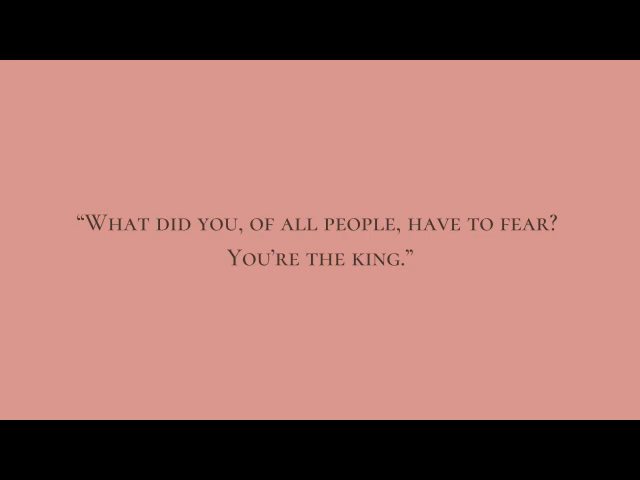 “What did you, of all people, have to fear?
You’re the king.”